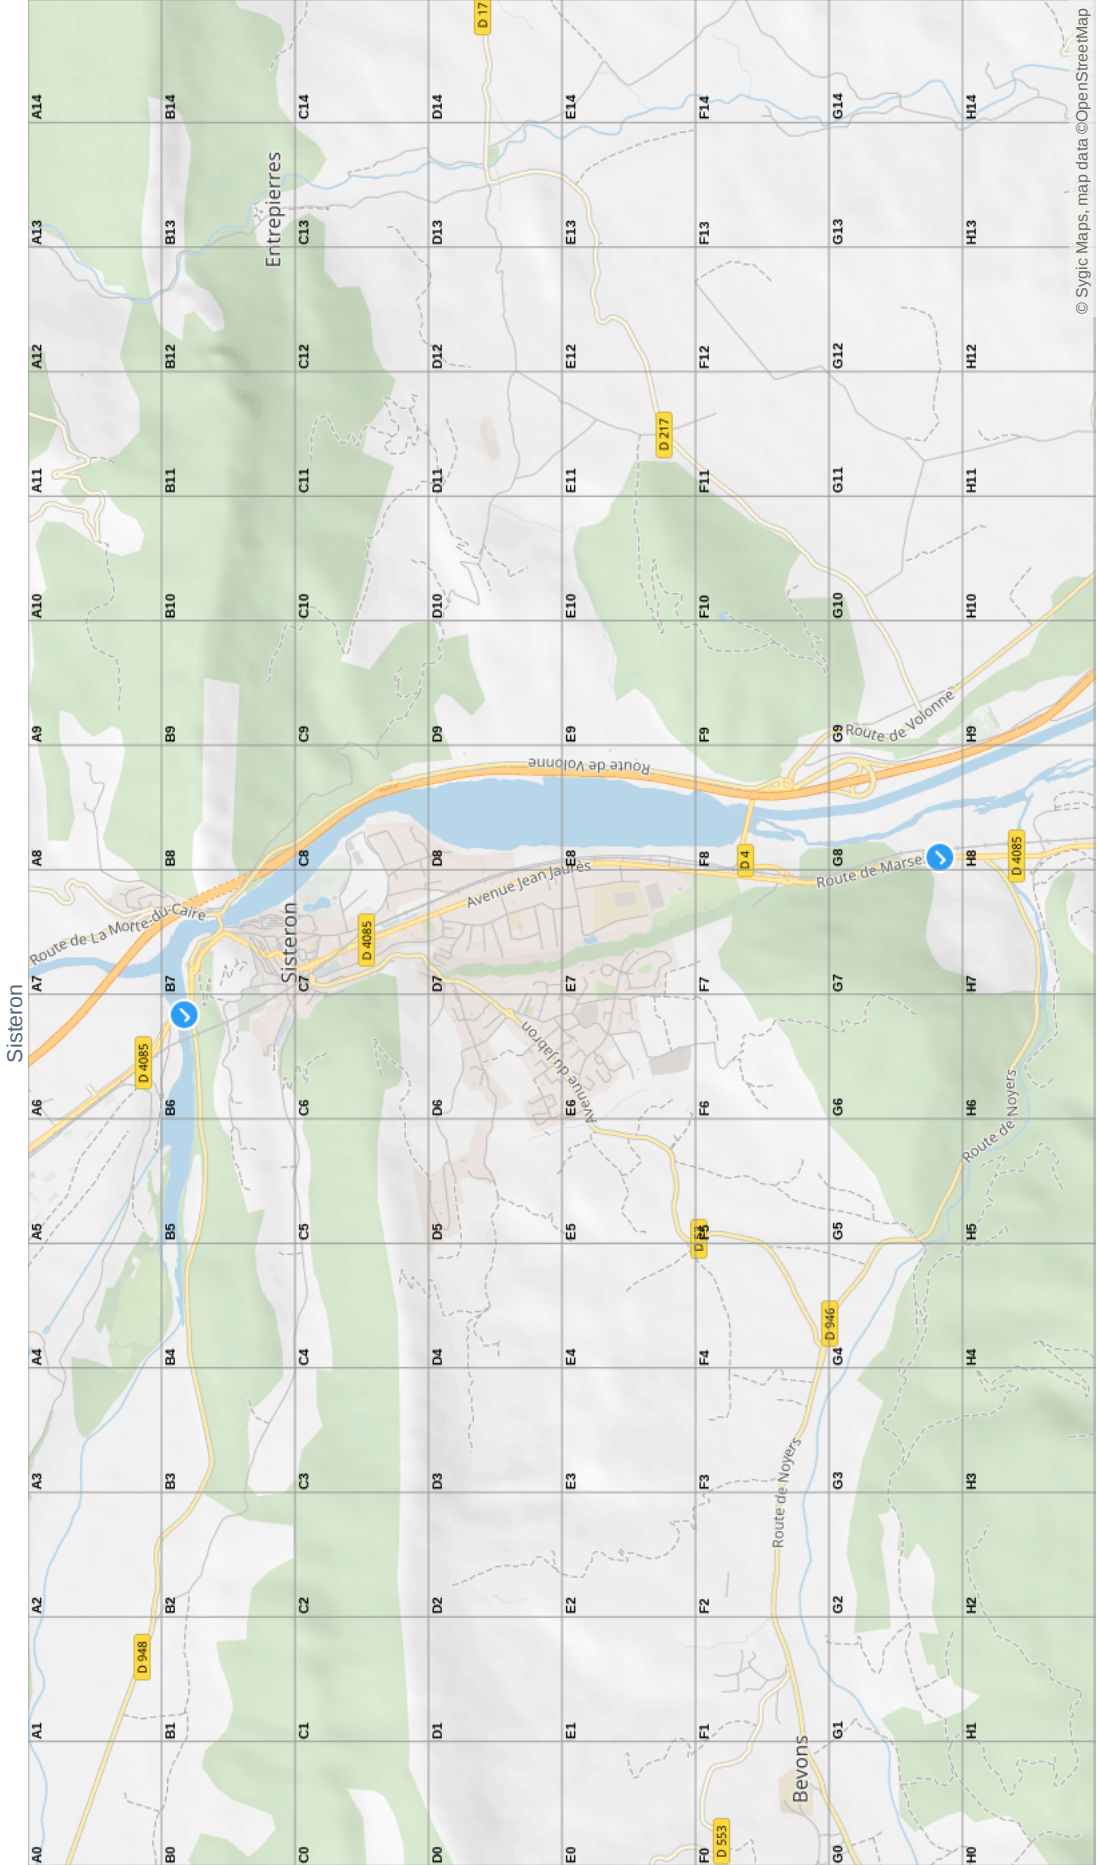 Sisteron
A0 A1 A2 A3 A4 A5 A6 A7 A8 A9 A10 A11 A12 A13 A14
B0 B1 B2 B3 B4 B5 B6 B7 B8 B9 B10 B11 B12 B13 B14
C0 C1 C2 C3 C4 C5 C6 C7 C8 C9 C10 C11 C12 C13 C14
D0 D1 D2 D3 D4 D5 D6 D7 D8 D9 D10 D11 D12 D13 D14
E0 E1 E2 E3 E4 E5 E6 E7 E8 E9 E10 E11 E12 E13 E14
F0 F1 F2 F3 F4 F5 F6 F7 F8 F9 F10 F11 F12 F13 F14
G0 G1 G2 G3 G4 G5 G6 G7 G8 G9 G10 G11 G12 G13 G14
H0 H1 H2 H3 H4 H5 H6 H7 H8 H9 H10 H11 H12 H13 H14
D 948
D 4085
Route de La Motte-du-Caire
Entrepierres
Sisteron
D 4085
D 17
Avenue Jean Jaurès
Avenue du Jabron
Route de Volonne
D 217
D 4
D 946
D 553
Bevons
Route de Noyers
Route de Marsei
Route de Volonne
Route de Noyers
D 4085
© Sygic Maps, map data ©OpenStreetMap